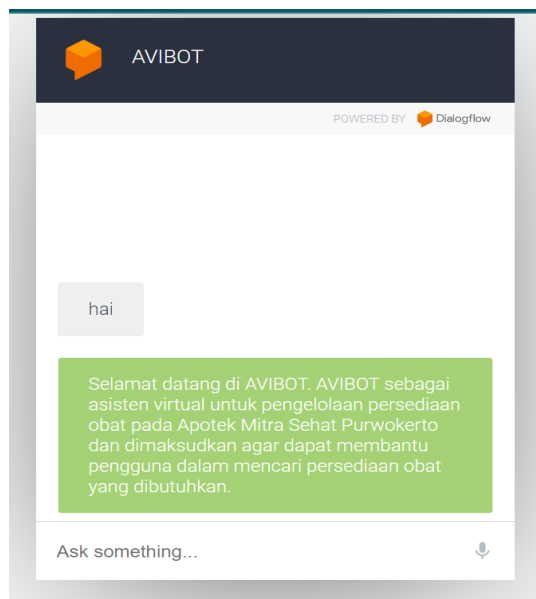 AVIBOT
POWERED BY Dialogflow
hai
Selamat datang di AVIBOT. AVIBOT sebagai
asisten virtual untuk pengelolaan persediaan
obat pada Apotek Mitra Sehat Purwokerto
dan dimaksudkan agar dapat membantu
pengguna dalam mencari persediaan obat
yang dibutuhkan.
Ask something...